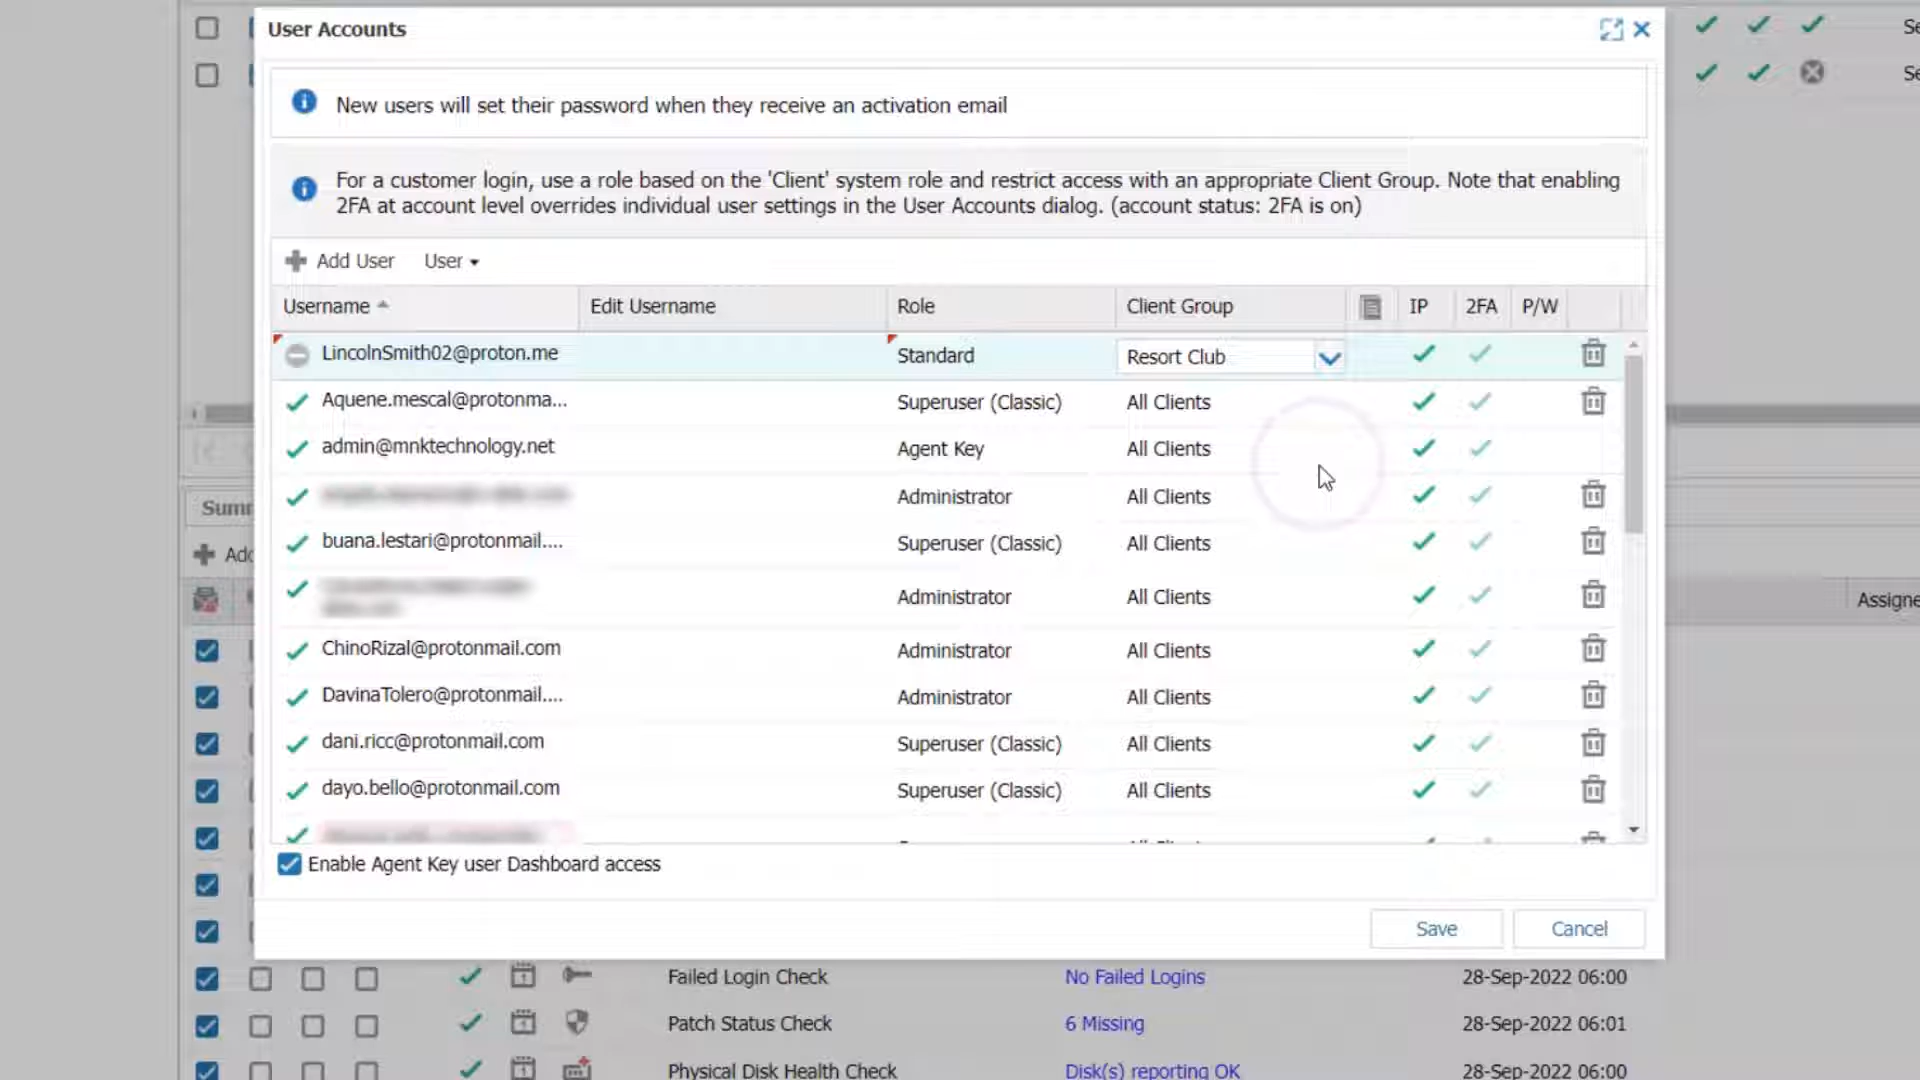 User Accounts
New users will set their password when they receive an activation email
For a customer login, use a role based on the 'Client' system role and restrict access with an appropriate Client Group. Note that enabling
2FA at account level overrides individual user settings in the User Accounts dialog. (account status: 2FA is on)
Add User User
Username Edit Username Role Client Group IP 2FA P/W
LincolnSmith02@proton.me Standard Resort Club
Aquene.mescal@protonma... Superuser (Classic) All Clients
admin@mnktechnology.net Agent Key All Clients
Administrator All Clients
buana.lestari@protonmail.... Superuser (Classic) All Clients
Administrator All Clients
ChinoRizal@protonmail.com Administrator All Clients
DavinaTolero@protonmail.... Administrator All Clients
dani.ricc@protonmail.com Superuser (Classic) All Clients
dayo.bello@protonmail.com Superuser (Classic) All Clients
Enable Agent Key user Dashboard access
Save Cancel
Failed Login Check No Failed Logins 28-Sep-2022 06:00
Patch Status Check 6 Missing 28-Sep-2022 06:01
Physical Disk Health Check Disk(s) reporting OK 28-Sep-2022 06:00